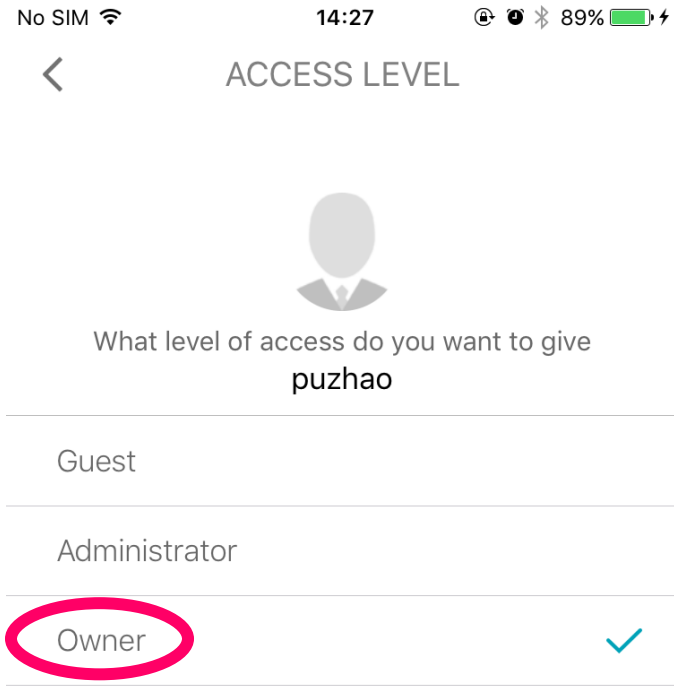 No SIM 14:27 89%
ACCESS LEVEL
What level of access do you want to give
puzhao
Guest
Administrator
Owner